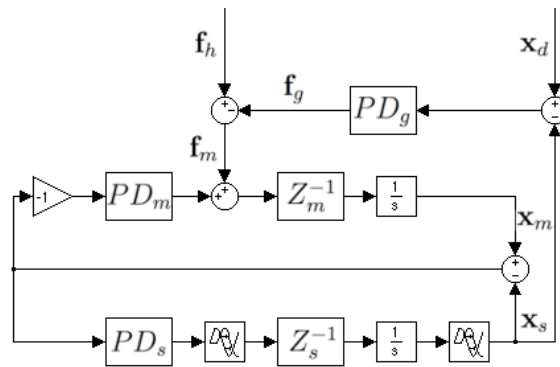 f_h
x_d
f_g
PD_g
+ -
+ -
f_m
-1
PD_m
+ +
Z_m^{-1}
1/s
x_m
+
-
x_s
PD_s
Z_s^{-1}
1/s